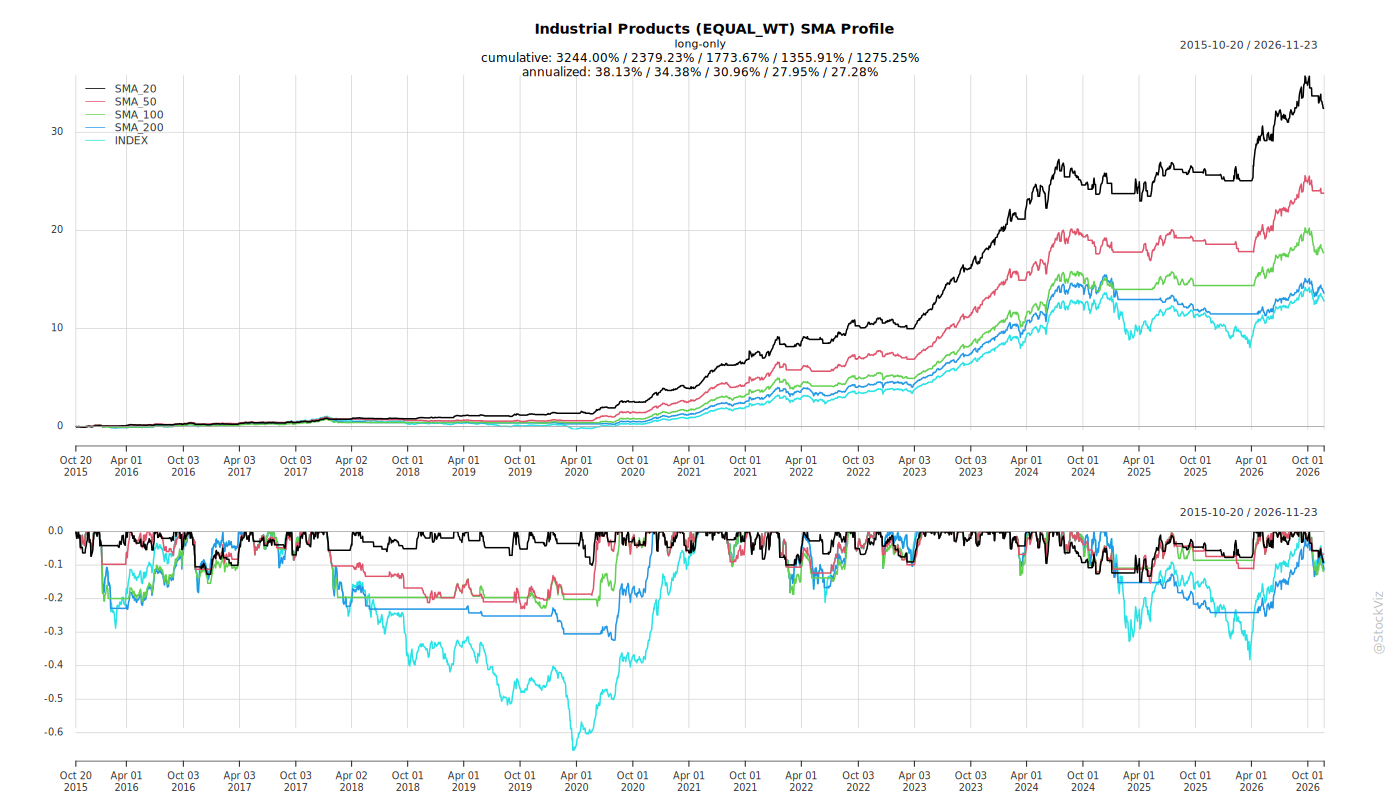 Industrial Products (EQUAL_WT) SMA Profile
long-only
2015-10-20 / 2026-11-23
cumulative: 3244.00% / 2379.23% / 1773.67% / 1355.91% / 1275.25%
annualized: 38.13% / 34.38% / 30.96% / 27.95% / 27.28%
SMA_20
SMA_50
SMA_100
SMA_200
INDEX
30
20
10
0
Oct 20 Apr 01 Oct 03 Apr 03 Oct 03 Apr 02 Oct 01 Apr 01 Oct 01 Apr 01 Oct 01 Apr 01 Oct 01 Apr 01 Oct 03 Apr 03 Oct 03 Apr 01 Oct 01 Apr 01 Oct 01 Apr 01 Oct 01
2015 2016 2016 2017 2017 2018 2018 2019 2019 2020 2020 2021 2021 2022 2022 2023 2023 2024 2024 2025 2025 2026 2026
2015-10-20 / 2026-11-23
0.0
-0.1
-0.2
-0.3
-0.4
-0.5
-0.6
Oct 20 Apr 01 Oct 03 Apr 03 Oct 03 Apr 02 Oct 01 Apr 01 Oct 01 Apr 01 Oct 01 Apr 01 Oct 01 Apr 01 Oct 03 Apr 03 Oct 03 Apr 01 Oct 01 Apr 01 Oct 01 Apr 01 Oct 01
2015 2016 2016 2017 2017 2018 2018 2019 2019 2020 2020 2021 2021 2022 2022 2023 2023 2024 2024 2025 2025 2026 2026
@StockViz